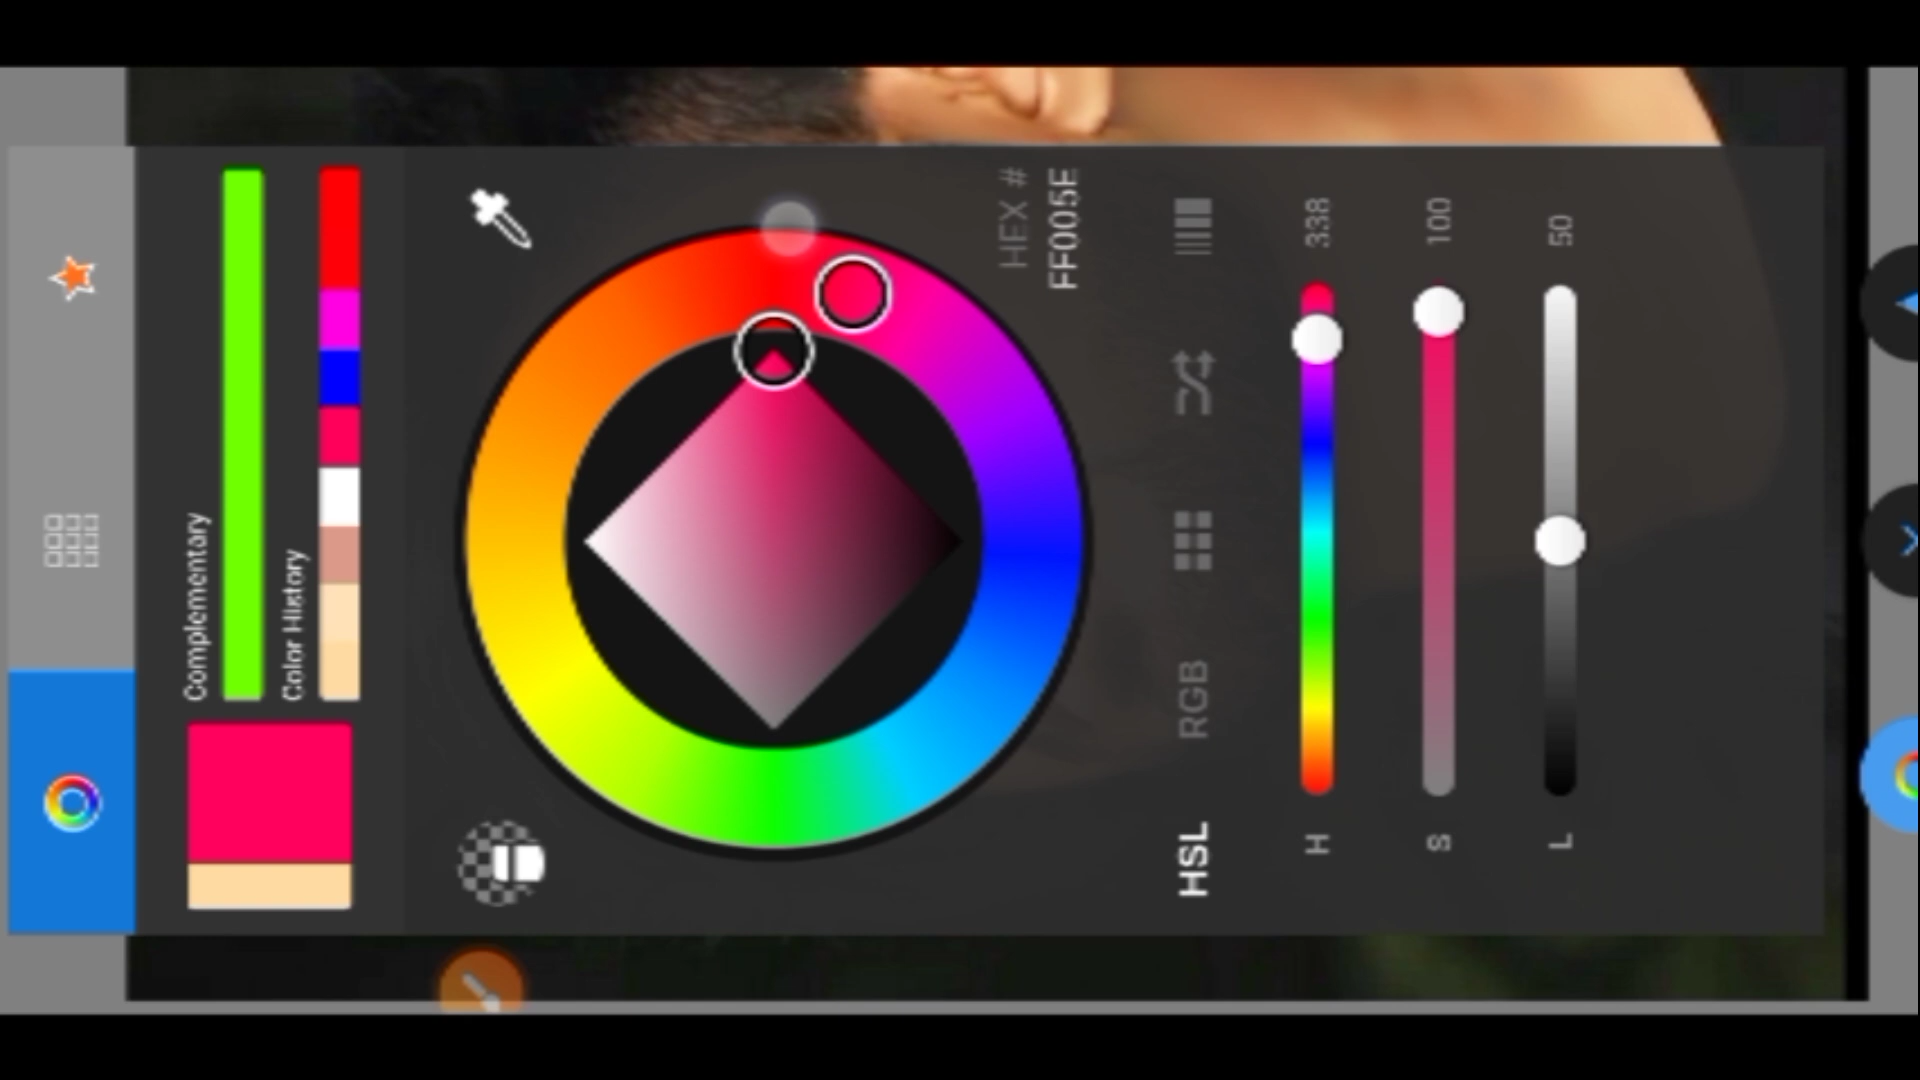 Complementary
Color History
HEX #
FF005E
HSL
RGB
H
338
S
100
L
50